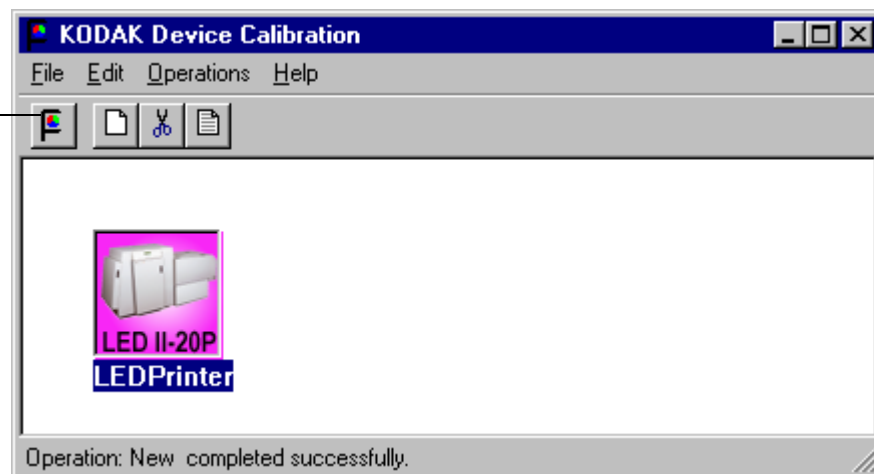 KODAK Device Calibration
File Edit Operations Help
LED II-20P
LEDPrinter
Operation: New completed successfully.